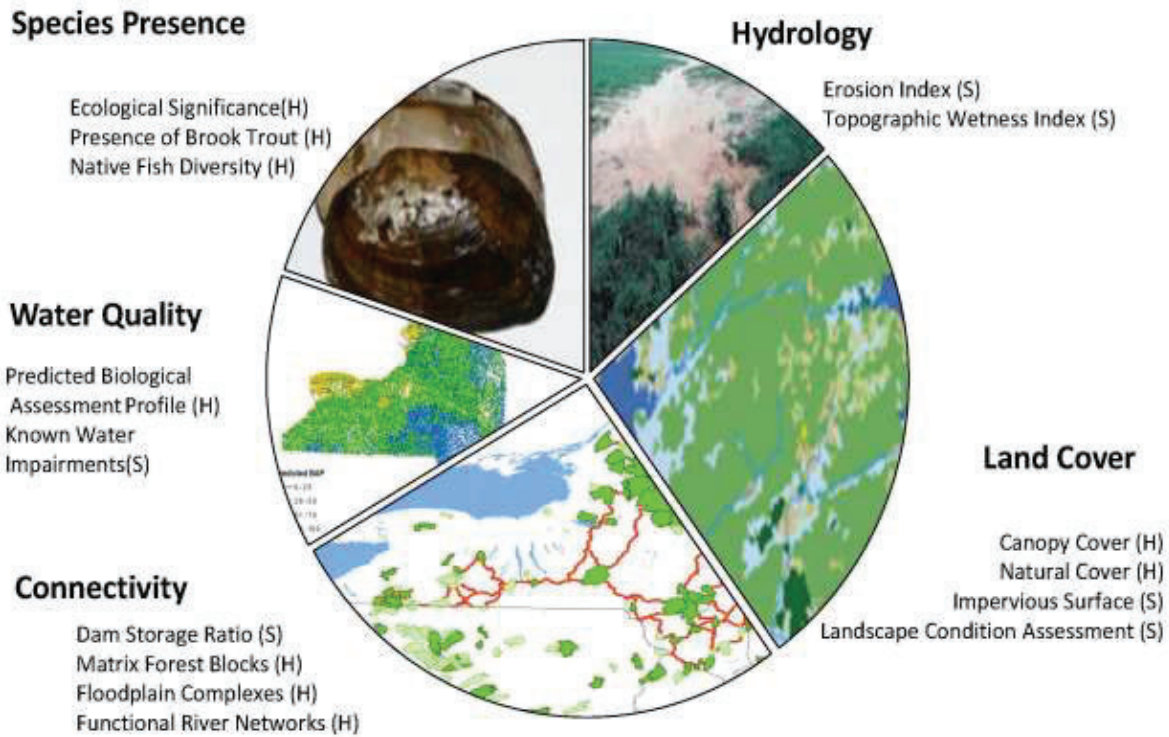 Species Presence
Ecological Significance(H)
Presence of Brook Trout (H)
Native Fish Diversity (H)
Hydrology
Erosion Index (S)
Topographic Wetness Index (S)
Water Quality
Predicted Biological
Assessment Profile (H)
Known Water
Impairments(S)
Land Cover
Canopy Cover (H)
Natural Cover (H)
Impervious Surface (S)
Landscape Condition Assessment (S)
Connectivity
Dam Storage Ratio (S)
Matrix Forest Blocks (H)
Floodplain Complexes (H)
Functional River Networks (H)